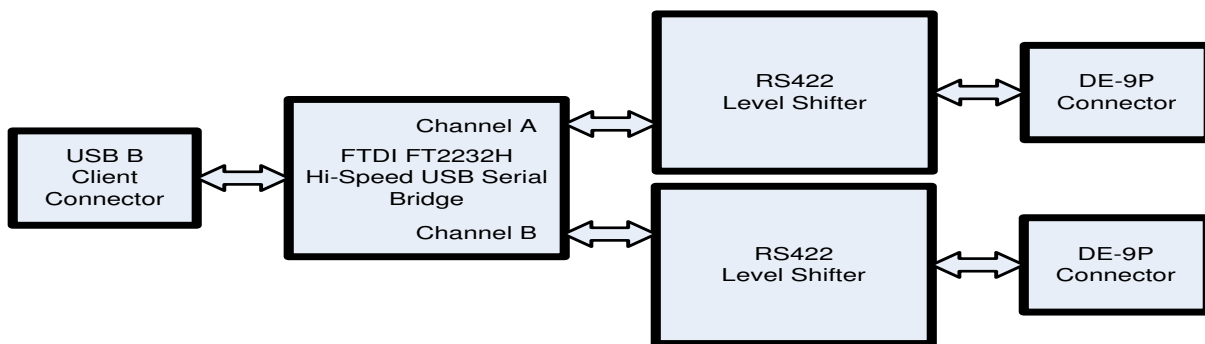 USB B
Client
Connector
Channel A
FTDI FT2232H
Hi-Speed USB Serial
Bridge
Channel B
RS422
Level Shifter
DE-9P
Connector
RS422
Level Shifter
DE-9P
Connector